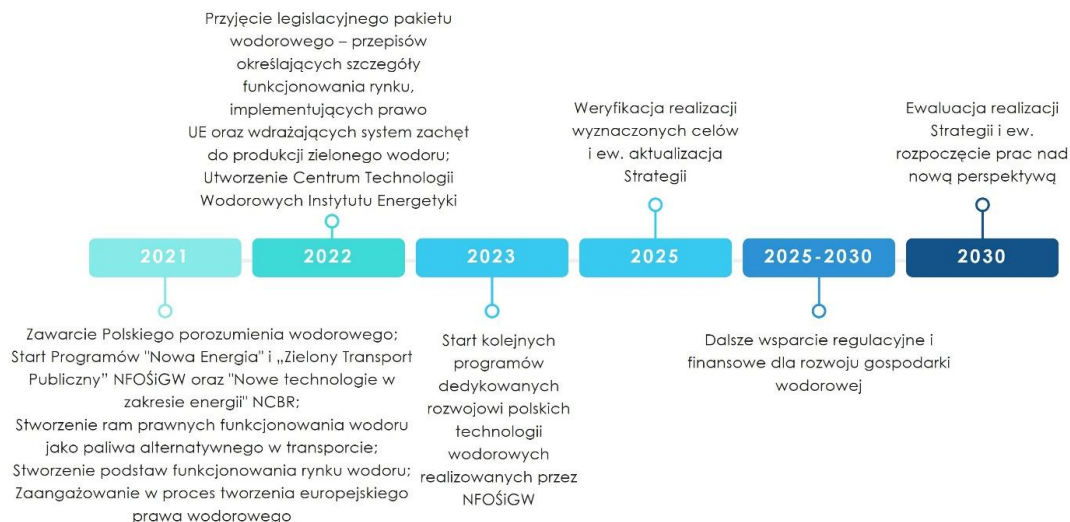 Przyjęcie legislacyjnego pakietu
wodorowego – przepisów
określających szczegóły
funkcjonowania rynku,
implementujących prawo
UE oraz wdrażających system zachęt
do produkcji zielonego wodoru;
Utworzenie Centrum Technologii
Wodorowych Instytutu Energetyki
Weryfikacja realizacji
wyznaczonych celów
i ew. aktualizacja
Strategii
Ewaluacja realizacji
Strategii i ew.
rozpoczęcie prac nad
nową perspektywą
2021
2022
2023
2025
2025-2030
2030
Zawarcie Polskiego porozumienia wodorowego;
Start Programów "Nowa Energia" i „Zielony Transport
Publiczny” NFOŚiGW oraz "Nowe technologie w
zakresie energii" NCBR;
Stworzenie ram prawnych funkcjonowania wodoru
jako paliwa alternatywnego w transporcie;
Stworzenie podstaw funkcjonowania rynku wodoru;
Zaangażowanie w proces tworzenia europejskiego
prawa wodorowego
Start kolejnych
programów
dedykowanych
rozwojowi polskich
technologii
wodorowych
realizowanych przez
NFOŚiGW
Dalsze wsparcie regulacyjne i
finansowe dla rozwoju gospodarki
wodorowej